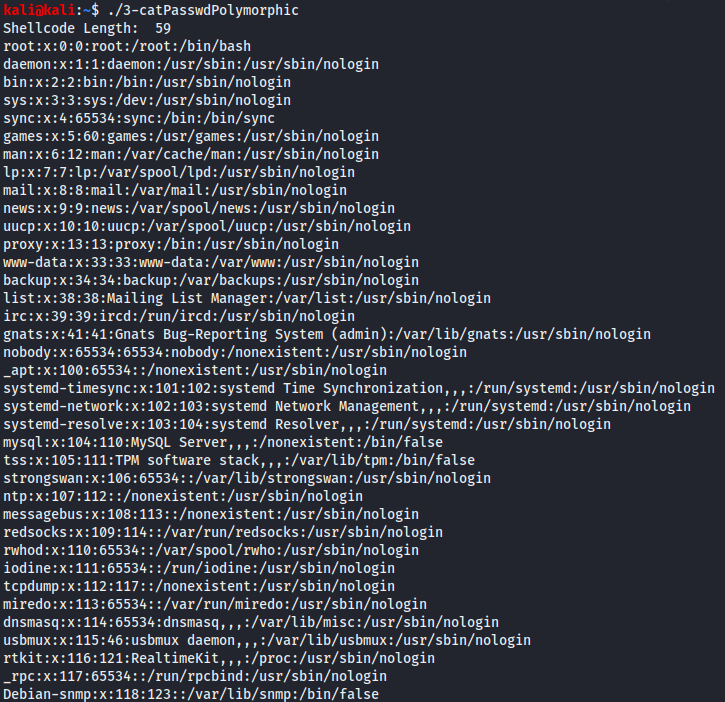 kali@kali:~$ ./3-catPasswdPolymorphic
Shellcode Length:  59
root:x:0:0:root:/root:/bin/bash
daemon:x:1:1:daemon:/usr/sbin:/usr/sbin/nologin
bin:x:2:2:bin:/bin:/usr/sbin/nologin
sys:x:3:3:sys:/dev:/usr/sbin/nologin
sync:x:4:65534:sync:/bin:/bin/sync
games:x:5:60:games:/usr/games:/usr/sbin/nologin
man:x:6:12:man:/var/cache/man:/usr/sbin/nologin
lp:x:7:7:lp:/var/spool/lpd:/usr/sbin/nologin
mail:x:8:8:mail:/var/mail:/usr/sbin/nologin
news:x:9:9:news:/var/spool/news:/usr/sbin/nologin
uucp:x:10:10:uucp:/var/spool/uucp:/usr/sbin/nologin
proxy:x:13:13:proxy:/bin:/usr/sbin/nologin
www-data:x:33:33:www-data:/var/www:/usr/sbin/nologin
backup:x:34:34:backup:/var/backups:/usr/sbin/nologin
list:x:38:38:Mailing List Manager:/var/list:/usr/sbin/nologin
irc:x:39:39:ircd:/run/ircd:/usr/sbin/nologin
gnats:x:41:41:Gnats Bug-Reporting System (admin):/var/lib/gnats:/usr/sbin/nologin
nobody:x:65534:65534:nobody:/nonexistent:/usr/sbin/nologin
_apt:x:100:65534::/nonexistent:/usr/sbin/nologin
systemd-timesync:x:101:102:systemd Time Synchronization,,,:/run/systemd:/usr/sbin/nologin
systemd-network:x:102:103:systemd Network Management,,,:/run/systemd:/usr/sbin/nologin
systemd-resolve:x:103:104:systemd Resolver,,,:/run/systemd:/usr/sbin/nologin
mysql:x:104:110:MySQL Server,,,:/nonexistent:/bin/false
tss:x:105:111:TPM software stack,,,:/var/lib/tpm:/bin/false
strongswan:x:106:65534::/var/lib/strongswan:/usr/sbin/nologin
ntp:x:107:112::/nonexistent:/usr/sbin/nologin
messagebus:x:108:113::/nonexistent:/usr/sbin/nologin
redsocks:x:109:114::/var/run/redsocks:/usr/sbin/nologin
rwhod:x:110:65534::/var/spool/rwho:/usr/sbin/nologin
iodine:x:111:65534::/run/iodine:/usr/sbin/nologin
tcpdump:x:112:117::/nonexistent:/usr/sbin/nologin
miredo:x:113:65534::/var/run/miredo:/usr/sbin/nologin
dnsmasq:x:114:65534:dnsmasq,,,:/var/lib/misc:/usr/sbin/nologin
usbmux:x:115:46:usbmux daemon,,,:/var/lib/usbmux:/usr/sbin/nologin
rtkit:x:116:121:RealtimeKit,,,:/proc:/usr/sbin/nologin
_rpc:x:117:65534::/run/rpcbind:/usr/sbin/nologin
Debian-snmp:x:118:123::/var/lib/snmp:/bin/false